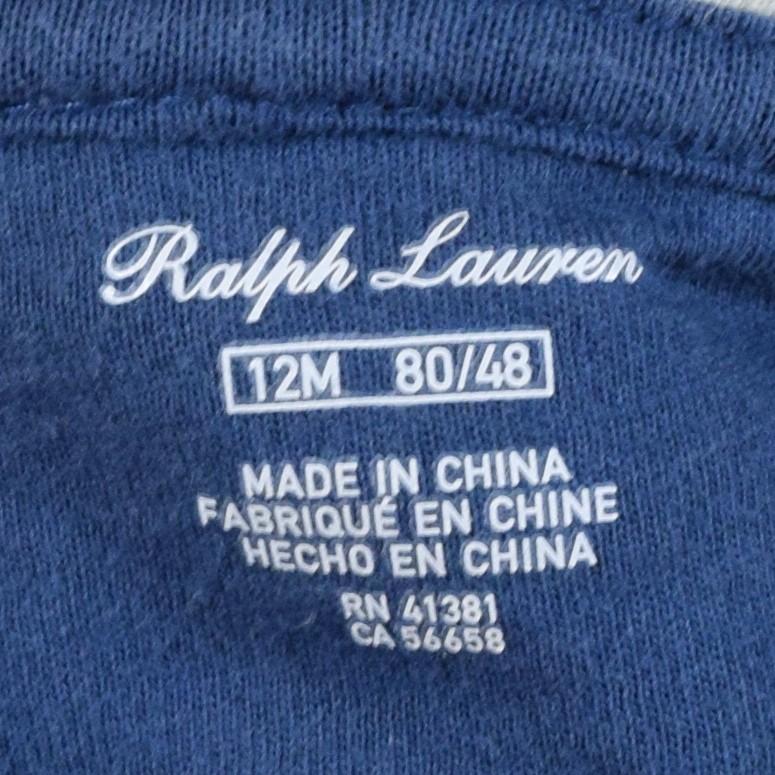 Ralph Lauren
12M 80/48
MADE IN CHINA
FABRIQUÉ EN CHINE
HECHO EN CHINA
RN 41381
CA 56658